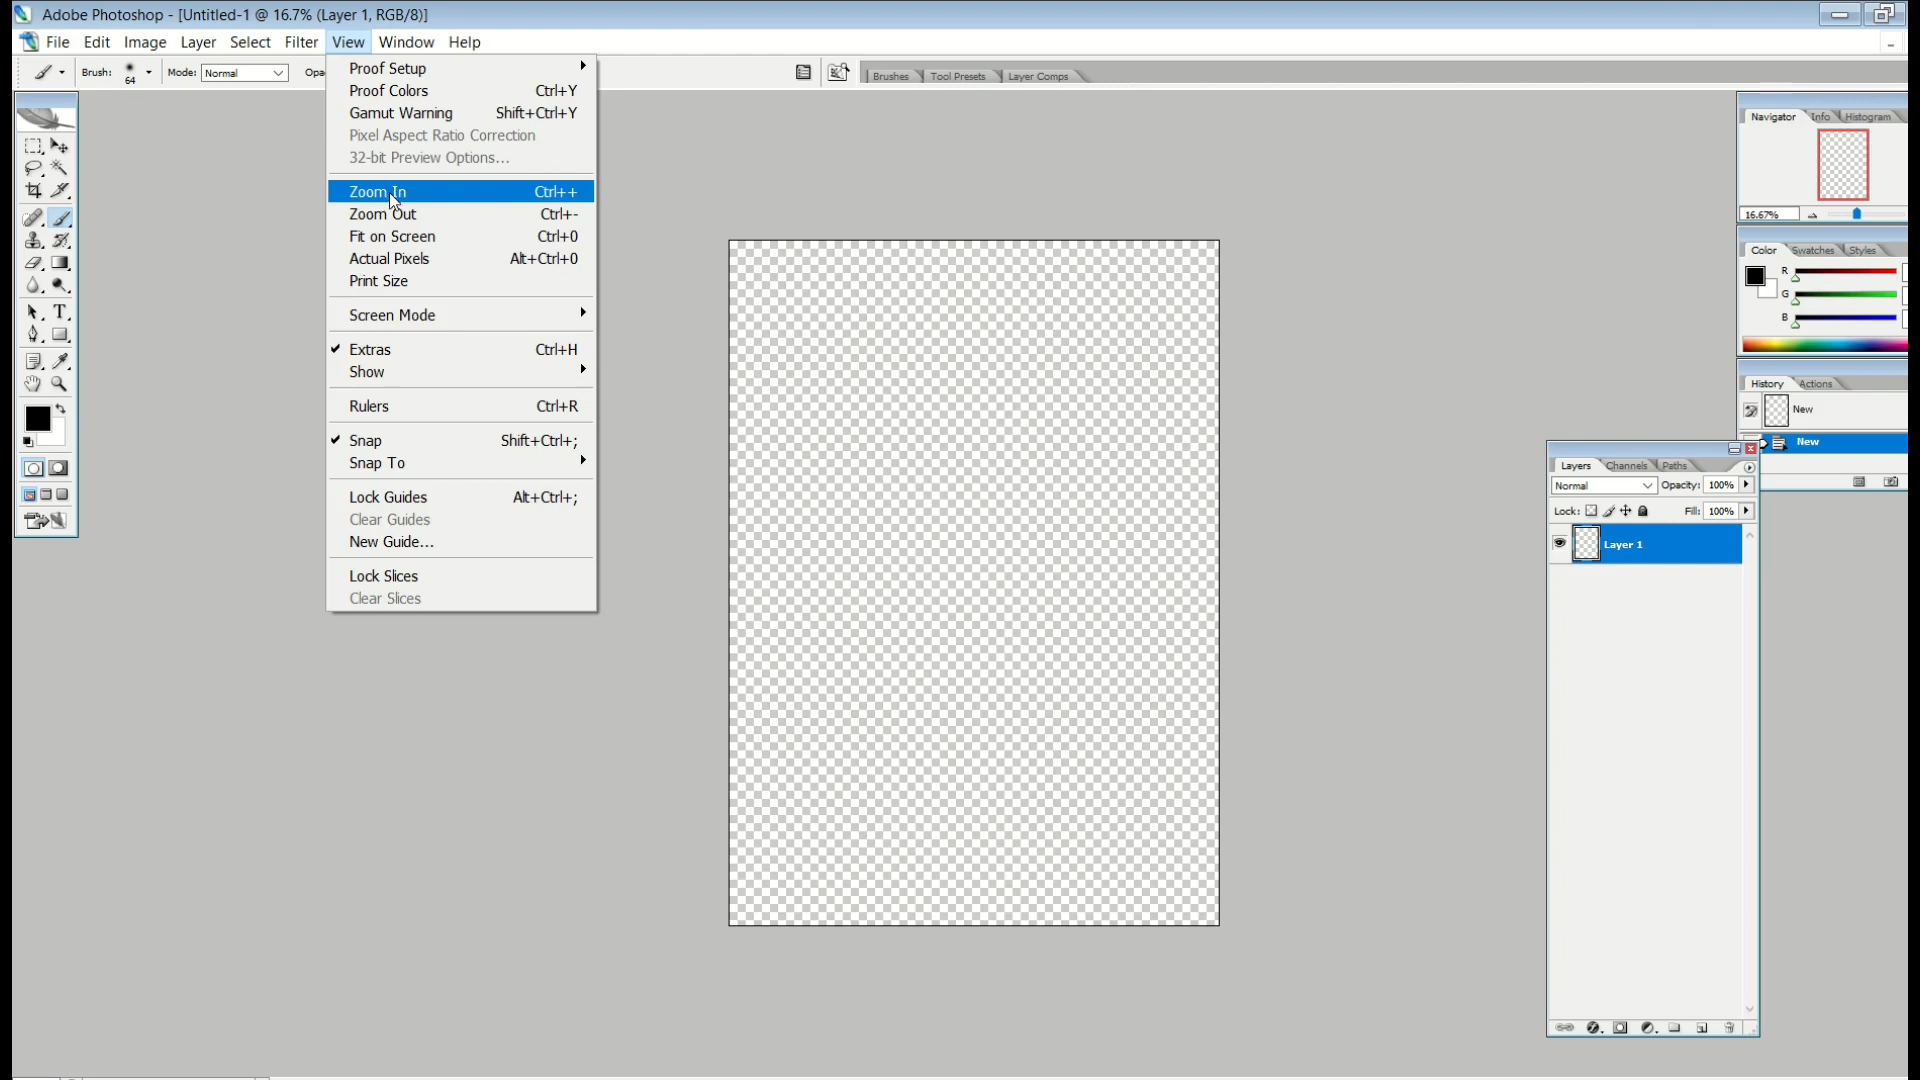 Adobe Photoshop - [Untitled-1 @ 16.7% (Layer 1, RGB/8)]
File Edit Image Layer Select Filter View Window Help
Brush: 64 Mode: Normal Opa
Brushes Tool Presets Layer Comps
Proof Setup
Proof Colors Ctrl+Y
Gamut Warning Shift+Ctrl+Y
Pixel Aspect Ratio Correction
32-bit Preview Options...
Zoom In Ctrl++
Zoom Out Ctrl+-
Fit on Screen Ctrl+0
Actual Pixels Alt+Ctrl+0
Print Size
Screen Mode
Extras Ctrl+H
Show
Rulers Ctrl+R
Snap Shift+Ctrl+;
Snap To
Lock Guides Alt+Ctrl+;
Clear Guides
New Guide...
Lock Slices
Clear Slices
Navigator Info Histogram
16.67%
Color Swatches Styles
R
G
B
History Actions
New
New
Layers Channels Paths
Normal Opacity: 100%
Lock: Fill: 100%
Layer 1